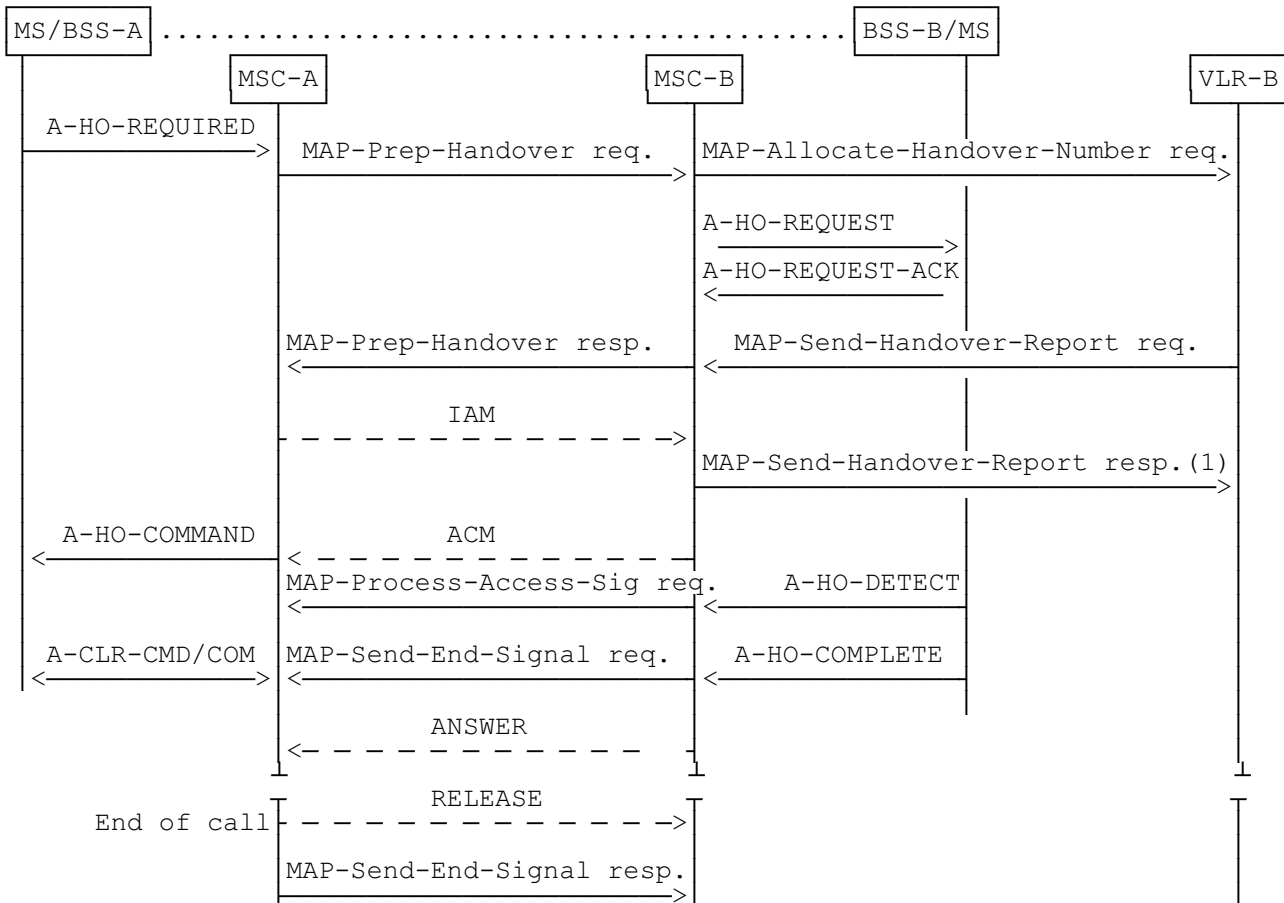 MS/BSS-A BSS-B/MS
MSC-A MSC-B VLR-B
A-HO-REQUIRED
MAP-Prep-Handover req. MAP-Allocate-Handover-Number req.
A-HO-REQUEST
A-HO-REQUEST-ACK
MAP-Prep-Handover resp. MAP-Send-Handover-Report req.
IAM
MAP-Send-Handover-Report resp.(1)
A-HO-COMMAND ACM
MAP-Process-Access-Sig req. A-HO-DETECT
A-CLR-CMD/COM MAP-Send-End-Signal req. A-HO-COMPLETE
ANSWER
RELEASE
End of call
MAP-Send-End-Signal resp.